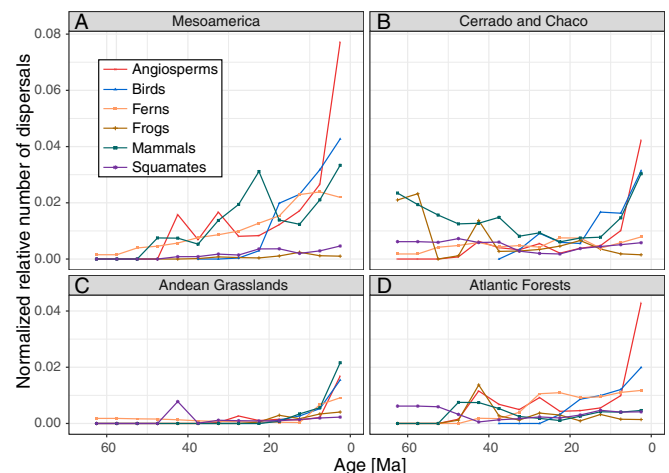 A Mesoamerica
B Cerrado and Chaco
0.08
0.06
0.04
0.02
0.00
Angiosperms
Birds
Ferns
Frogs
Mammals
Squamates
Normalized relative number of dispersals
C Andean Grasslands
D Atlantic Forests
0.04
0.02
0.00
60 40 20 0 60 40 20 0
Age [Ma]